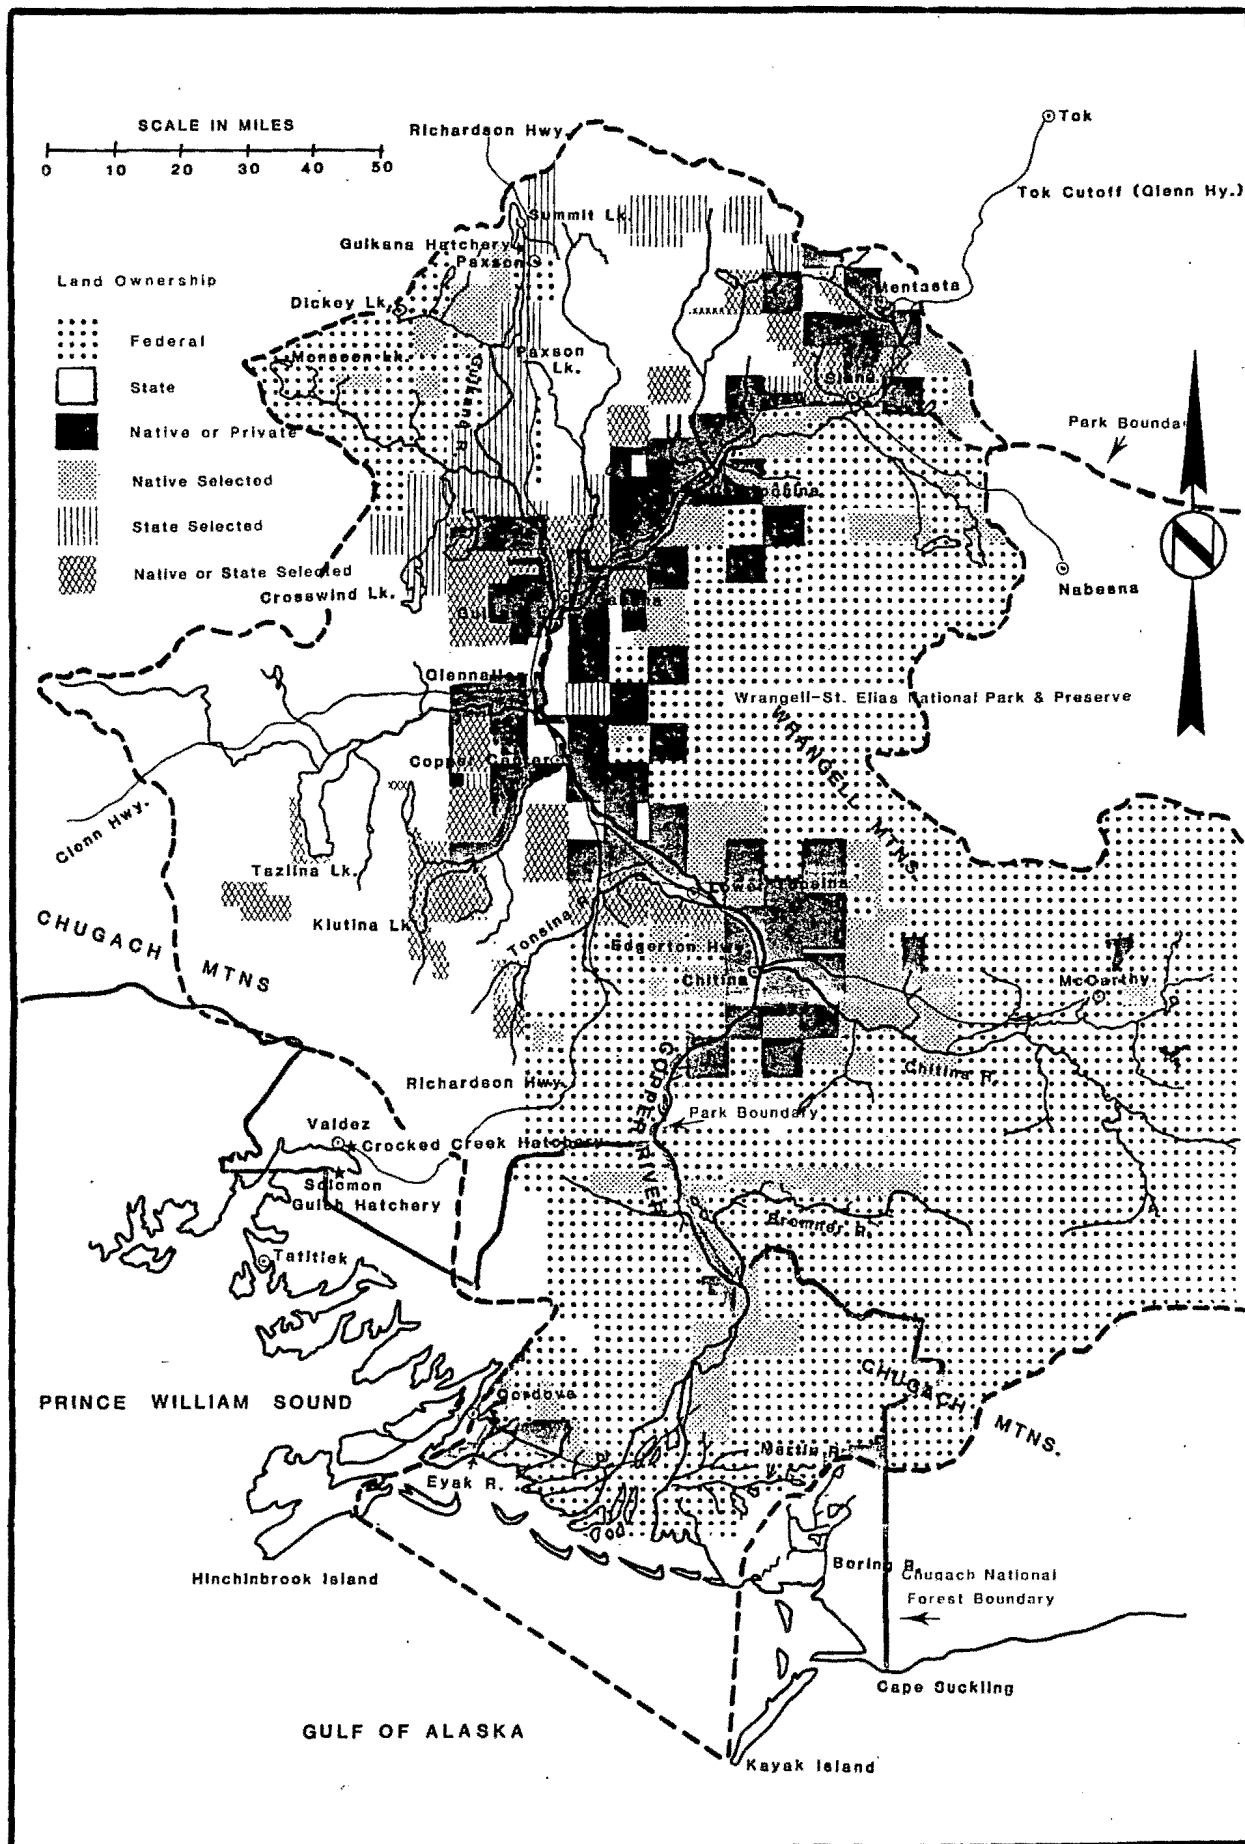 SCALE IN MILES
0 10 20 30 40 50
Richardson Hwy.
Tok
Tok Cutoff (Glenn Hy.)
Summit Lk.
Gulkana Hatchery
Paxson
Land Ownership
Dickey Lk.
Mentasta
Federal
Monsoon Lk.
Paxson
Lk.
Gulkana R.
State
Slana
Native or Private
Park Bounda
Native Selected
State Selected
Native or State Selected
Crosswind Lk.
Nabesna
Glennallen
Wrangell-St. Elias National Park & Preserve
WRANGELL MTNS.
Copper Center
Glenn Hwy.
Tazlina Lk.
Lower Tonsina
Klutina Lk.
Tonsina R.
CHUGACH MTNS
Edgerton Hwy.
Chitina
McCarthy
Chitina R.
Richardson Hwy.
COPPER RIVER
Park Boundary
Valdez
Crocked Creek Hatchery
Solomon
Gulch Hatchery
Bremner R.
Tatitlek
CHUGACH MTNS.
PRINCE WILLIAM SOUND
Cordova
Martin R.
Eyak R.
Hinchinbrook Island
Bering R.
Chugach National
Forest Boundary
Cape Suckling
GULF OF ALASKA
Kayak Island